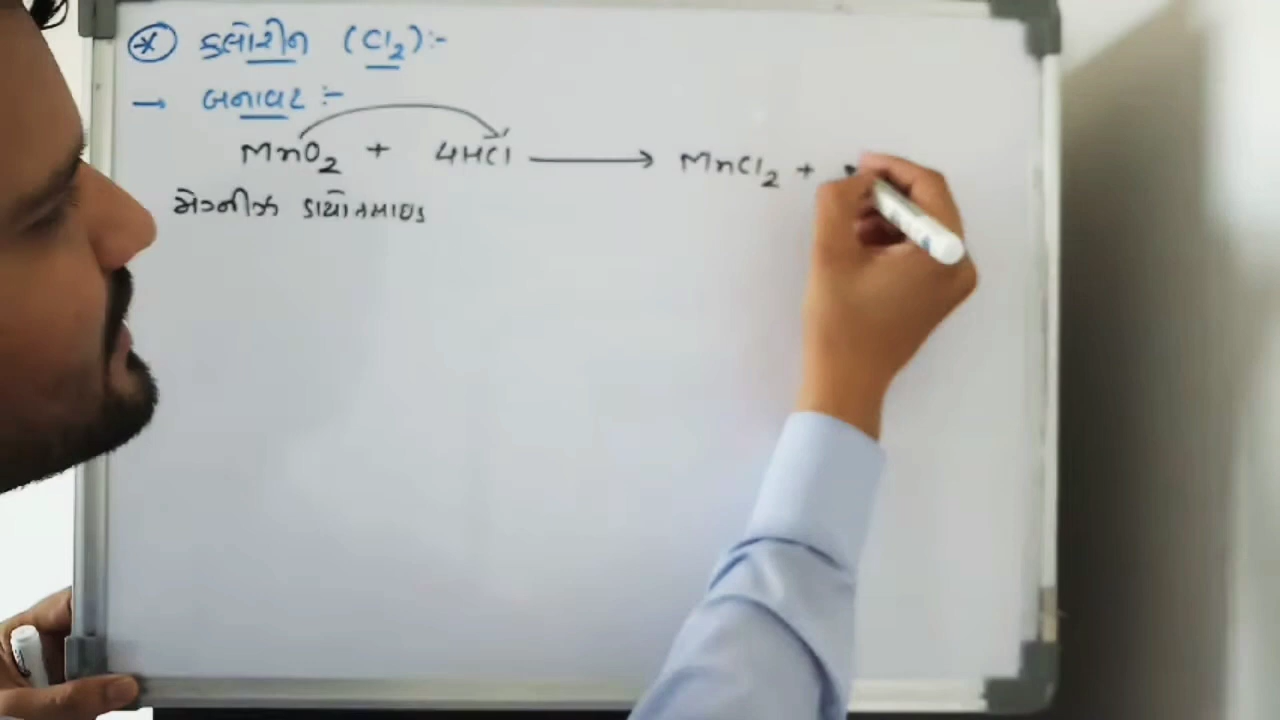 * ક્લોરીન (Cl₂) :-
→ બનાવટ :-
MnO₂ + 4HCl ⟶ MnCl₂ +
મેંગ્નીઝ ડાયોક્સાઇડ